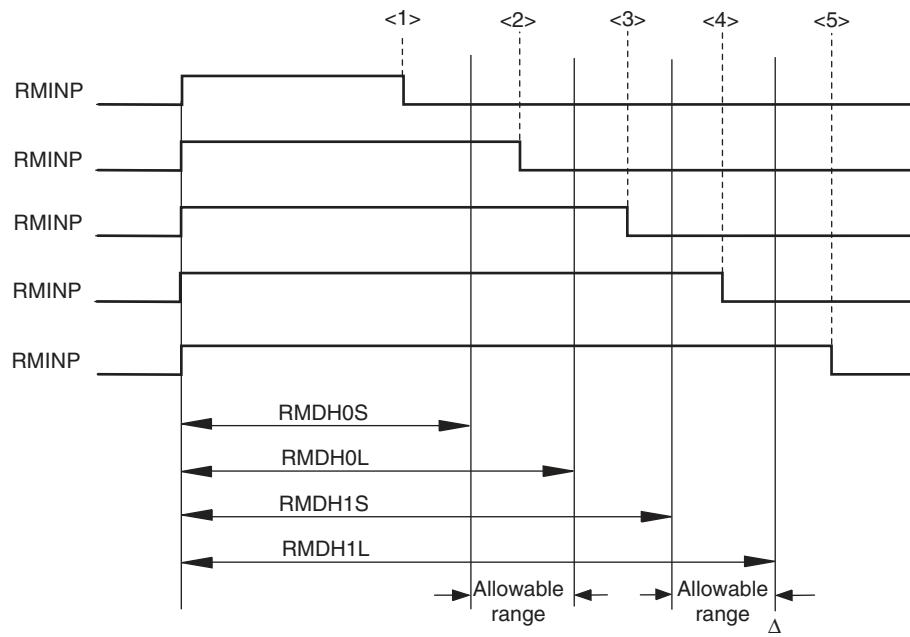 <1>
<2>
<3>
<4>
<5>
RMINP
RMINP
RMINP
RMINP
RMINP
RMDH0S
RMDH0L
RMDH1S
RMDH1L
Allowable
range
Allowable
range
Δ